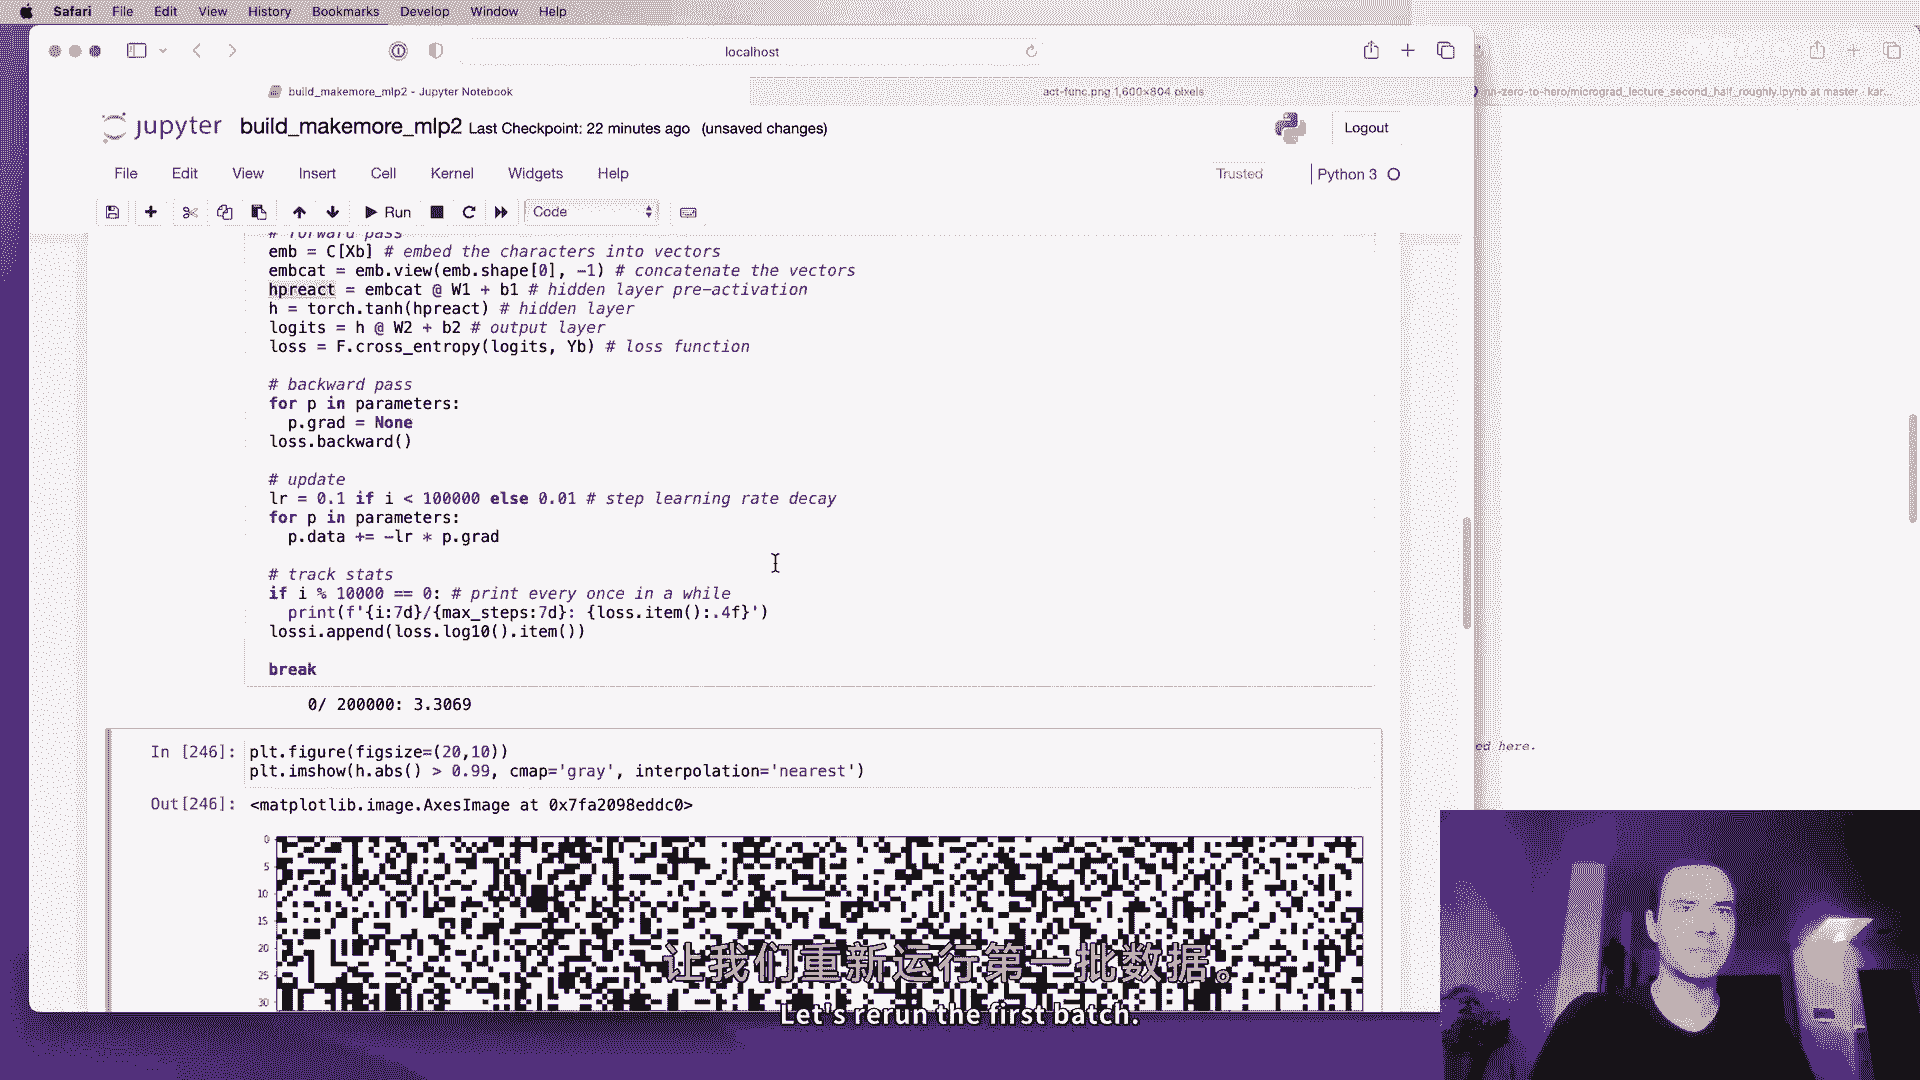 Safari File Edit View History Bookmarks Develop Window Help
localhost
build_makemore_mlp2 - Jupyter Notebook
act-func.png 1,600×804 pixels
nn-zero-to-hero/micrograd_lecture_second_half_roughly.ipynb at master · kar...
jupyter build_makemore_mlp2 Last Checkpoint: 22 minutes ago (unsaved changes)
Logout
File Edit View Insert Cell Kernel Widgets Help
Trusted
Python 3
Run
Code
# forward pass
emb = C[Xb] # embed the characters into vectors
embcat = emb.view(emb.shape[0], -1) # concatenate the vectors
hpreact = embcat @ W1 + b1 # hidden layer pre-activation
h = torch.tanh(hpreact) # hidden layer
logits = h @ W2 + b2 # output layer
loss = F.cross_entropy(logits, Yb) # loss function
# backward pass
for p in parameters:
p.grad = None
loss.backward()
# update
lr = 0.1 if i < 100000 else 0.01 # step learning rate decay
for p in parameters:
p.data += -lr * p.grad
# track stats
if i % 10000 == 0: # print every once in a while
print(f'{i:7d}/{max_steps:7d}: {loss.item():.4f}')
lossi.append(loss.log10().item())
break
0/ 200000: 3.3069
ed here.
In [246]: plt.figure(figsize=(20,10))
plt.imshow(h.abs() > 0.99, cmap='gray', interpolation='nearest')
Out[246]: <matplotlib.image.AxesImage at 0x7fa2098eddc0>
0
5
10
15
20
25
30
让我们重新运行第一批数据。
Let's rerun the first batch.